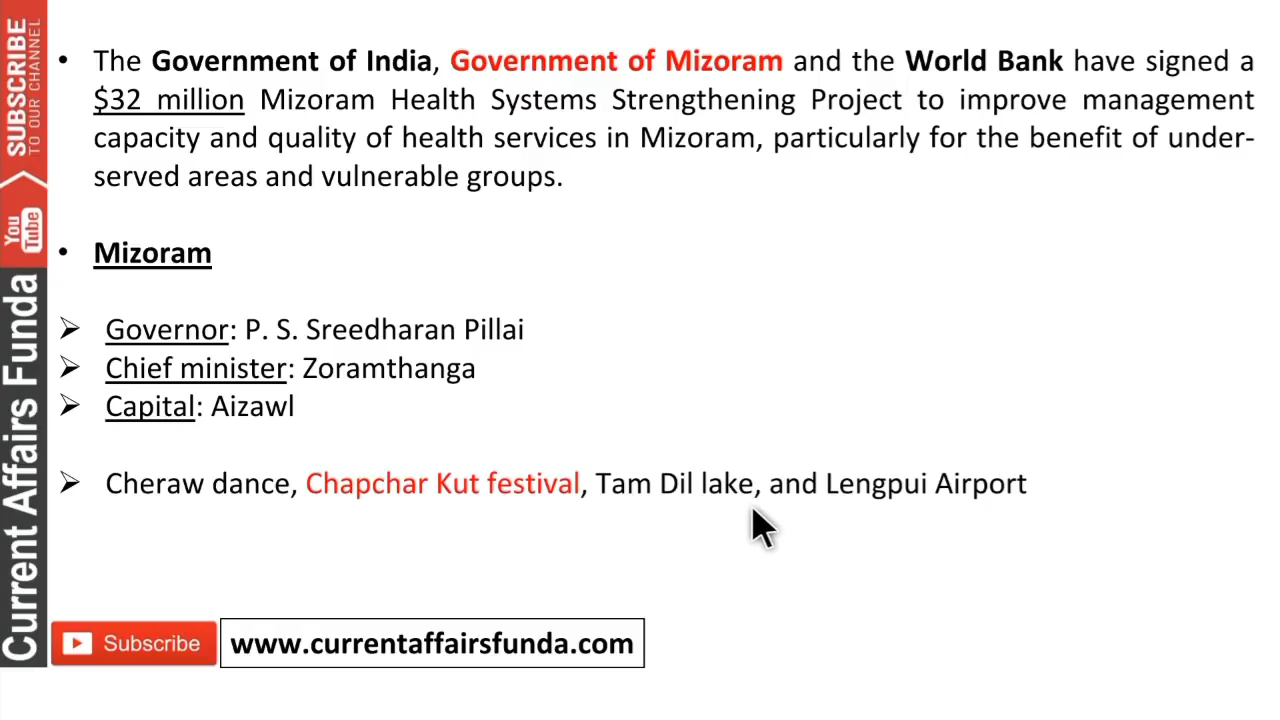 SUBSCRIBE
TO OUR CHANNEL
You
Tube
Current Affairs Funda
• The Government of India, Government of Mizoram and the World Bank have signed a
$32 million Mizoram Health Systems Strengthening Project to improve management
capacity and quality of health services in Mizoram, particularly for the benefit of under-
served areas and vulnerable groups.
• Mizoram
➢ Governor: P. S. Sreedharan Pillai
➢ Chief minister: Zoramthanga
➢ Capital: Aizawl
➢ Cheraw dance, Chapchar Kut festival, Tam Dil lake, and Lengpui Airport
Subscribe
www.currentaffairsfunda.com